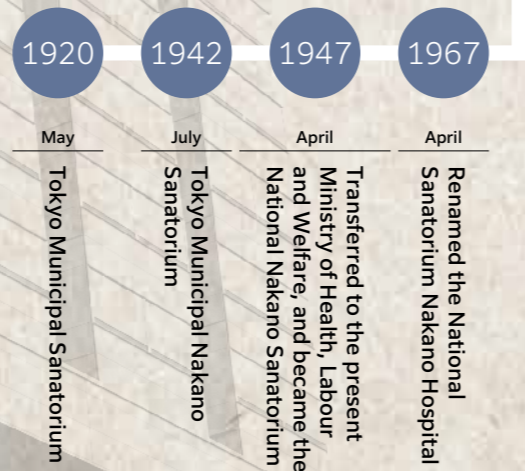 1920
May
Tokyo Municipal Sanatorium
1942
July
Tokyo Municipal Nakano
Sanatorium
1947
April
Transferred to the present
Ministry of Health, Labour
and Welfare, and became the
National Nakano Sanatorium
1967
April
Renamed the National
Sanatorium Nakano Hospital